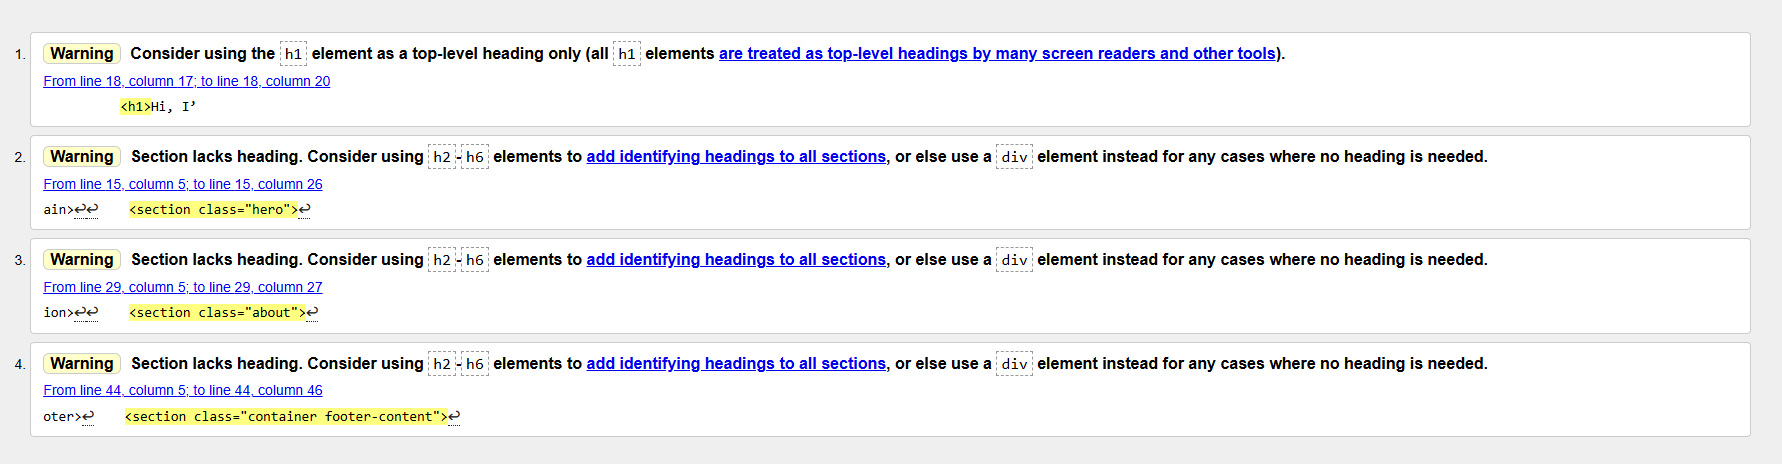 1. Warning Consider using the h1 element as a top-level heading only (all h1 elements are treated as top-level headings by many screen readers and other tools).
From line 18, column 17; to line 18, column 20
<h1>Hi, I’
2. Warning Section lacks heading. Consider using h2-h6 elements to add identifying headings to all sections, or else use a div element instead for any cases where no heading is needed.
From line 15, column 5; to line 15, column 26
ain>↩↩    <section class="hero">↩
3. Warning Section lacks heading. Consider using h2-h6 elements to add identifying headings to all sections, or else use a div element instead for any cases where no heading is needed.
From line 29, column 5; to line 29, column 27
ion>↩↩    <section class="about">↩
4. Warning Section lacks heading. Consider using h2-h6 elements to add identifying headings to all sections, or else use a div element instead for any cases where no heading is needed.
From line 44, column 5; to line 44, column 46
oter>↩    <section class="container footer-content">↩